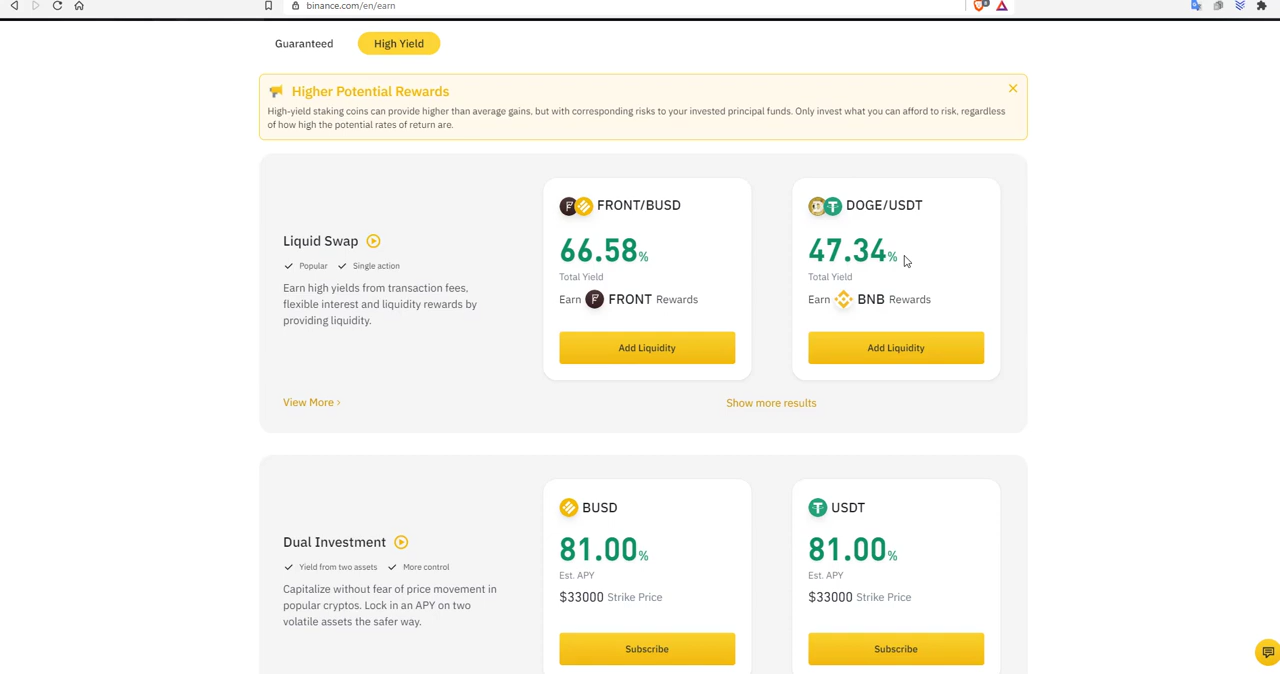 binance.com/en/earn
Guaranteed
High Yield
Higher Potential Rewards
High-yield staking coins can provide higher than average gains, but with corresponding risks to your invested principal funds. Only invest what you can afford to risk, regardless
of how high the potential rates of return are.
Liquid Swap
Popular
Single action
Earn high yields from transaction fees,
flexible interest and liquidity rewards by
providing liquidity.
View More >
FRONT/BUSD
66.58%
Total Yield
Earn FRONT Rewards
Add Liquidity
DOGE/USDT
47.34%
Total Yield
Earn BNB Rewards
Add Liquidity
Show more results
Dual Investment
Yield from two assets
More control
Capitalize without fear of price movement in
popular cryptos. Lock in an APY on two
volatile assets the safer way.
BUSD
81.00%
Est. APY
$33000 Strike Price
Subscribe
USDT
81.00%
Est. APY
$33000 Strike Price
Subscribe